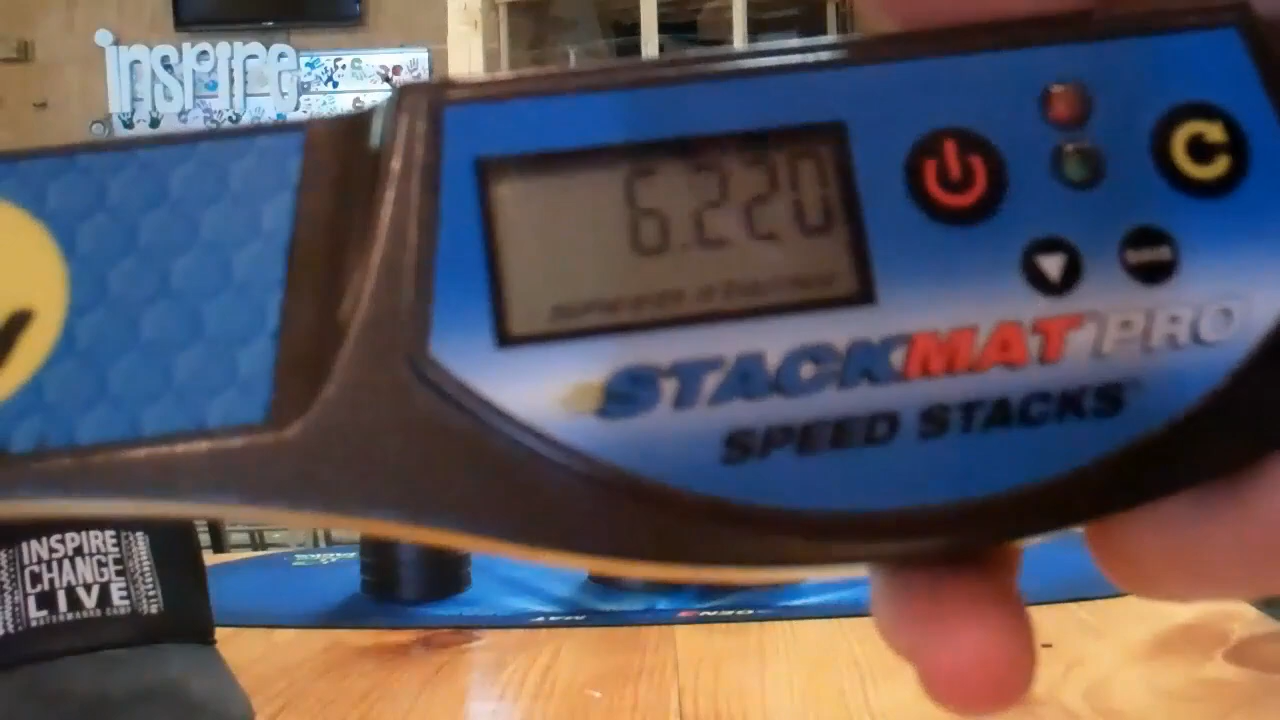 inspire
6.220
STACKMAT PRO
SPEED STACKS
INSPIRE
CHANGE
LIVE